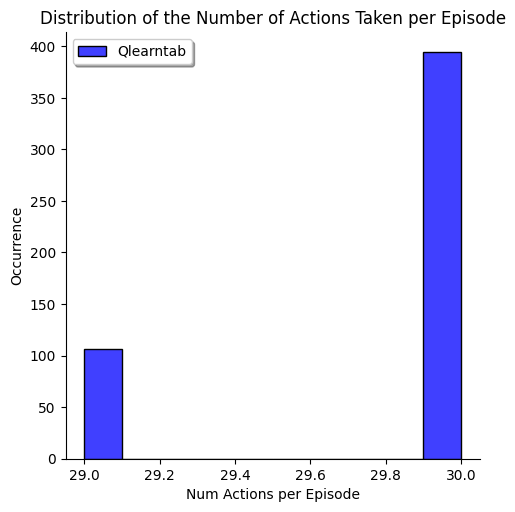 Distribution of the Number of Actions Taken per Episode
Qlearntab
400
350
300
250
200
150
100
50
0
Occurrence
29.0 29.2 29.4 29.6 29.8 30.0
Num Actions per Episode